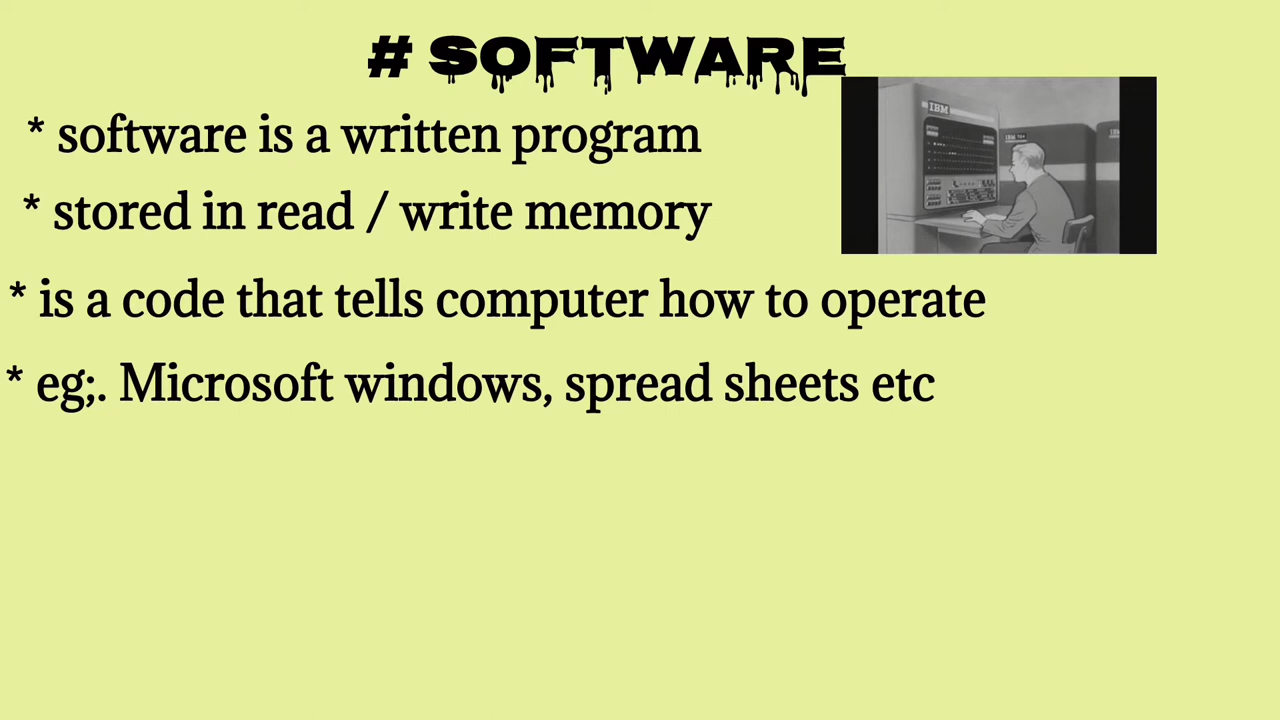 # SOFTWARE
* software is a written program
* stored in read / write memory
* is a code that tells computer how to operate
* eg;. Microsoft windows, spread sheets etc
IBM